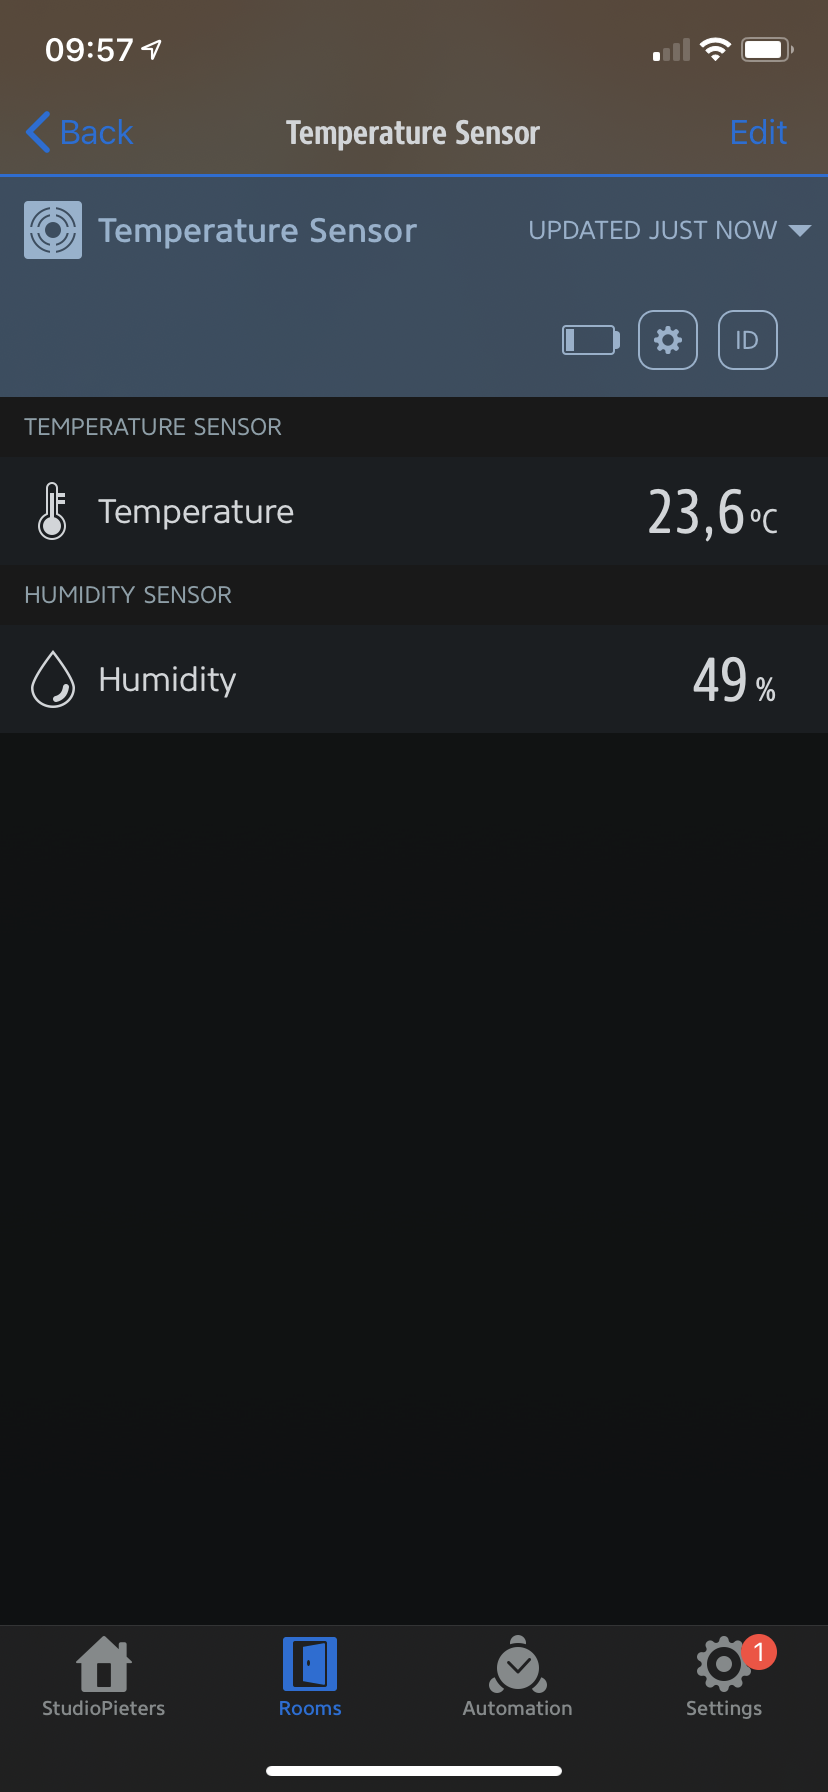 09:57
Back Temperature Sensor Edit
Temperature Sensor UPDATED JUST NOW
ID
TEMPERATURE SENSOR
Temperature 23,6 ºC
HUMIDITY SENSOR
Humidity 49 %
1
StudioPieters Rooms Automation Settings